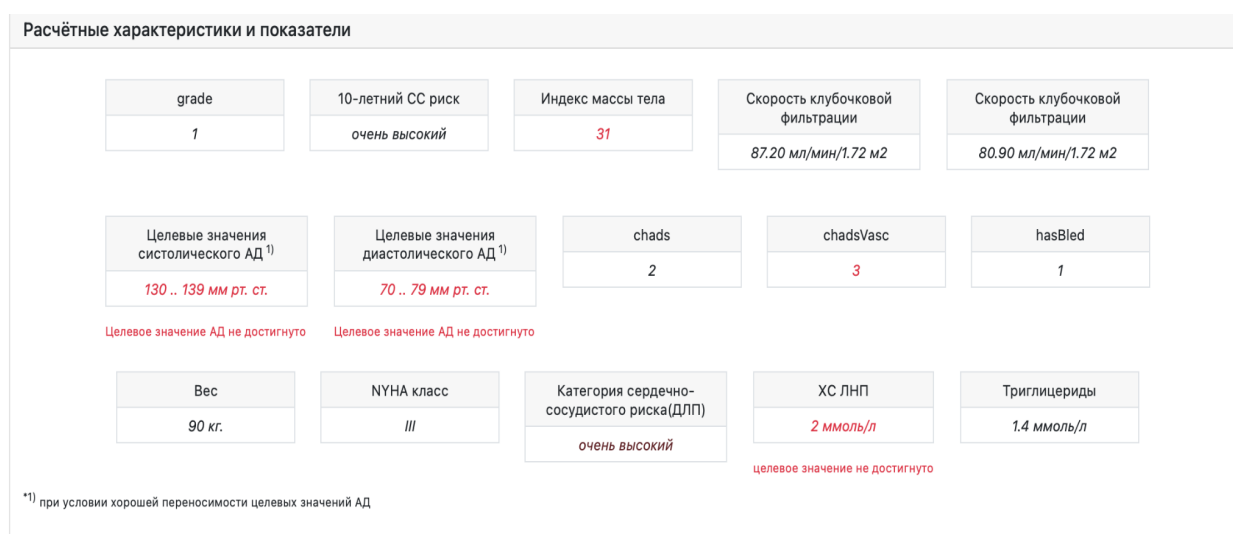 Расчётные характеристики и показатели
grade
1
10-летний СС риск
очень высокий
Индекс массы тела
31
Скорость клубочковой
фильтрации
87.20 мл/мин/1.72 м2
Скорость клубочковой
фильтрации
80.90 мл/мин/1.72 м2
Целевые значения
систолического АД 1)
130 .. 139 мм рт. ст.
Целевое значение АД не достигнуто
Целевые значения
диастолического АД 1)
70 .. 79 мм рт. ст.
Целевое значение АД не достигнуто
chads
2
chadsVasc
3
hasBled
1
Вес
90 кг.
NYHA класс
III
Категория сердечно-
сосудистого риска(ДЛП)
очень высокий
ХС ЛНП
2 ммоль/л
целевое значение не достигнуто
Триглицериды
1.4 ммоль/л
*1) при условии хорошей переносимости целевых значений АД